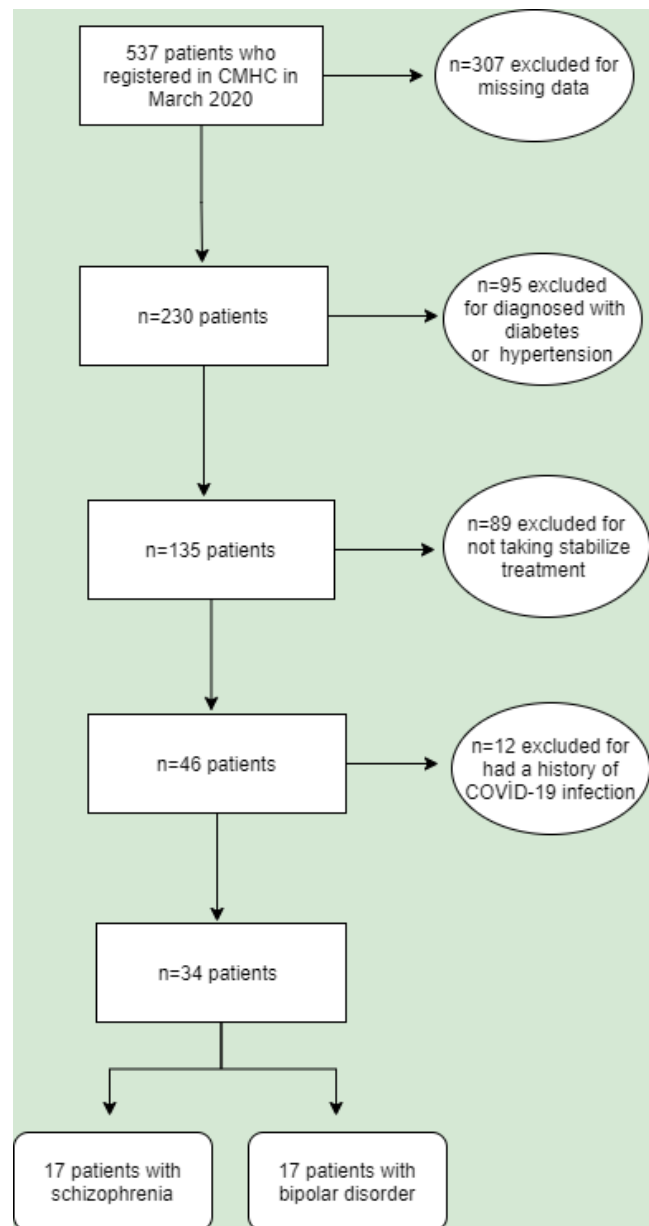 537 patients who
registered in CMHC in
March 2020
n=307 excluded for
missing data
n=230 patients
n=95 excluded
for diagnosed with
diabetes
or hypertension
n=135 patients
n=89 excluded for
not taking stabilize
treatment
n=46 patients
n=12 excluded for
had a history of
COVİD-19 infection
n=34 patients
17 patients with
schizophrenia
17 patients with
bipolar disorder